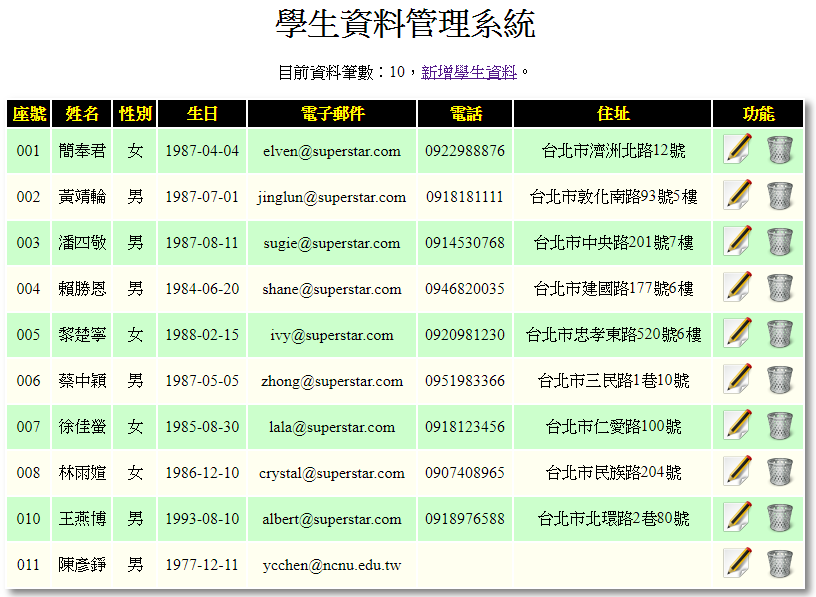 學生資料管理系統
目前資料筆數：10，新增學生資料。
座號 姓名 性別 生日 電子郵件 電話 住址 功能
001 簡奉君 女 1987-04-04 elven@superstar.com 0922988876 台北市濟洲北路12號
002 黃靖輪 男 1987-07-01 jinglun@superstar.com 0918181111 台北市敦化南路93號5樓
003 潘四敬 男 1987-08-11 sugie@superstar.com 0914530768 台北市中央路201號7樓
004 賴勝恩 男 1984-06-20 shane@superstar.com 0946820035 台北市建國路177號6樓
005 黎楚寧 女 1988-02-15 ivy@superstar.com 0920981230 台北市忠孝東路520號6樓
006 蔡中穎 男 1987-05-05 zhong@superstar.com 0951983366 台北市三民路1巷10號
007 徐佳螢 女 1985-08-30 lala@superstar.com 0918123456 台北市仁愛路100號
008 林雨媗 女 1986-12-10 crystal@superstar.com 0907408965 台北市民族路204號
010 王燕博 男 1993-08-10 albert@superstar.com 0918976588 台北市北環路2巷80號
011 陳彥錚 男 1977-12-11 ycchen@ncnu.edu.tw